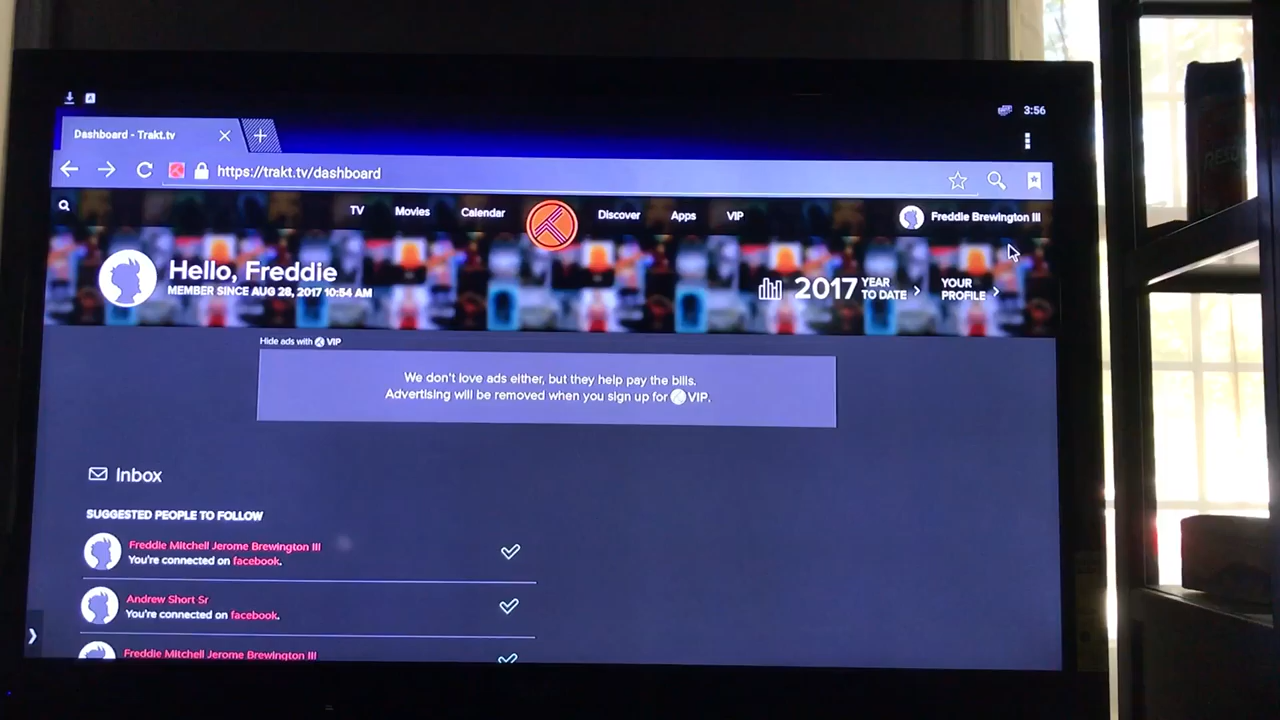 3:56
Dashboard - Trakt.tv
https://trakt.tv/dashboard
TV Movies Calendar Discover Apps VIP Freddie Brewington III
Hello, Freddie
MEMBER SINCE AUG 28, 2017 10:54 AM
2017 YEAR TO DATE
YOUR PROFILE
Hide ads with VIP
We don't love ads either, but they help pay the bills.
Advertising will be removed when you sign up for VIP.
Inbox
SUGGESTED PEOPLE TO FOLLOW
Freddie Mitchell Jerome Brewington III
You're connected on facebook.
Andrew Short Sr
You're connected on facebook.
Freddie Mitchell Jerome Brewington III